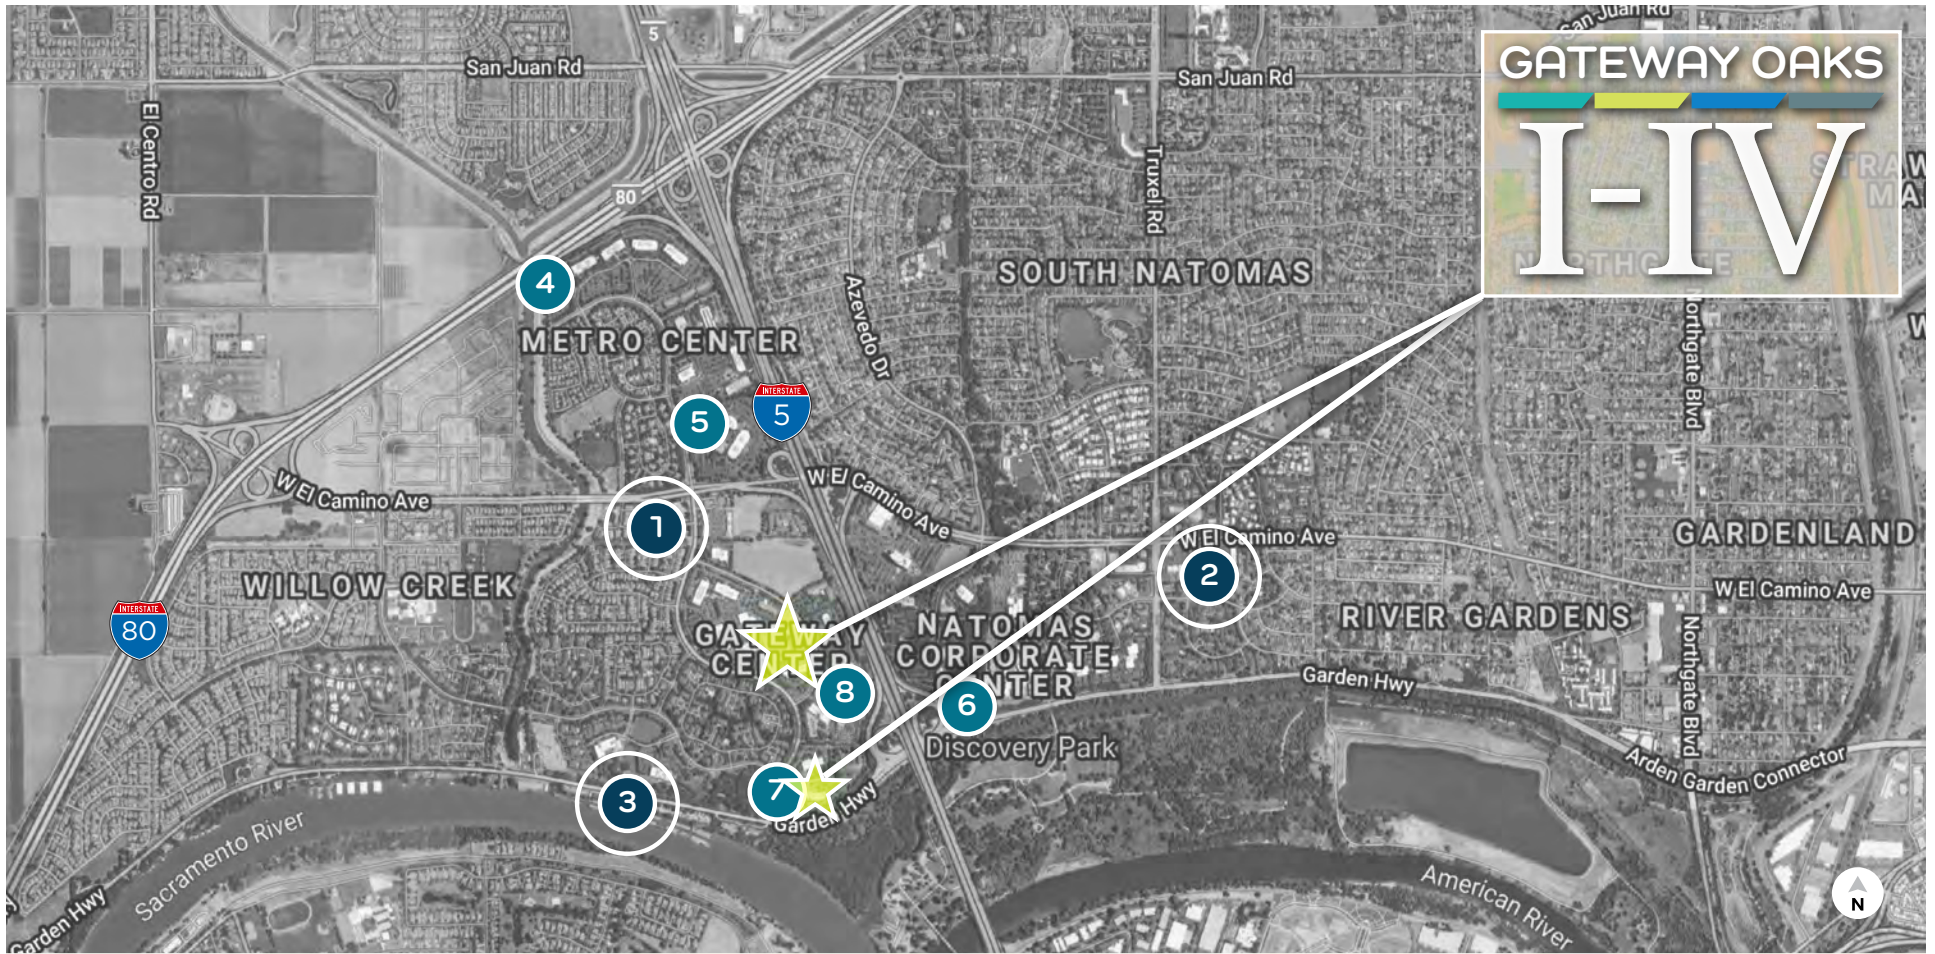 San Juan Rd
5
San Juan Rd
San Juan Rd
GATEWAY OAKS
I-IV
El Centro Rd
80
Truxel Rd
STRAW
MA
4
SOUTH NATOMAS
Azevedo Dr
METRO CENTER
Northgate Blvd
W
INTERSTATE
5
5
W El Camino Ave
W El Camino Ave
1
W El Camino Ave
2
GARDENLAND
WILLOW CREEK
W El Camino Ave
INTERSTATE
80
RIVER GARDENS
GATEWAY
CENTER
NATOMAS
CORPORATE
CENTER
8
6
Garden Hwy
Northgate Blvd
Discovery Park
Arden Garden Connector
7
3
Garden Hwy
Sacramento River
American River
Garden Hwy
N